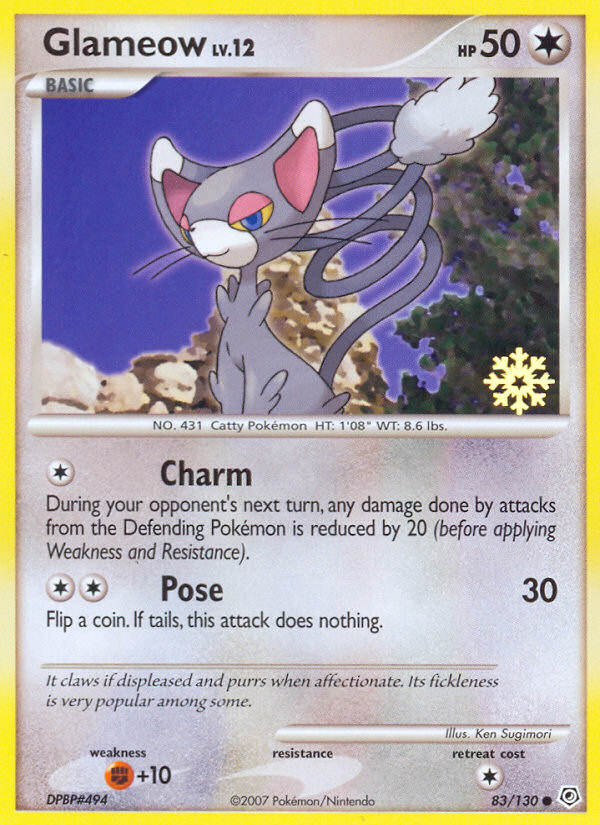 Glameow LV.12
HP 50
BASIC
NO. 431 Catty Pokémon HT: 1'08" WT: 8.6 lbs.
Charm
During your opponent's next turn, any damage done by attacks
from the Defending Pokémon is reduced by 20 (before applying
Weakness and Resistance).
Pose 30
Flip a coin. If tails, this attack does nothing.
It claws if displeased and purrs when affectionate. Its fickleness
is very popular among some.
Illus. Ken Sugimori
weakness resistance retreat cost
+10
DPBP#494 ©2007 Pokémon/Nintendo 83/130